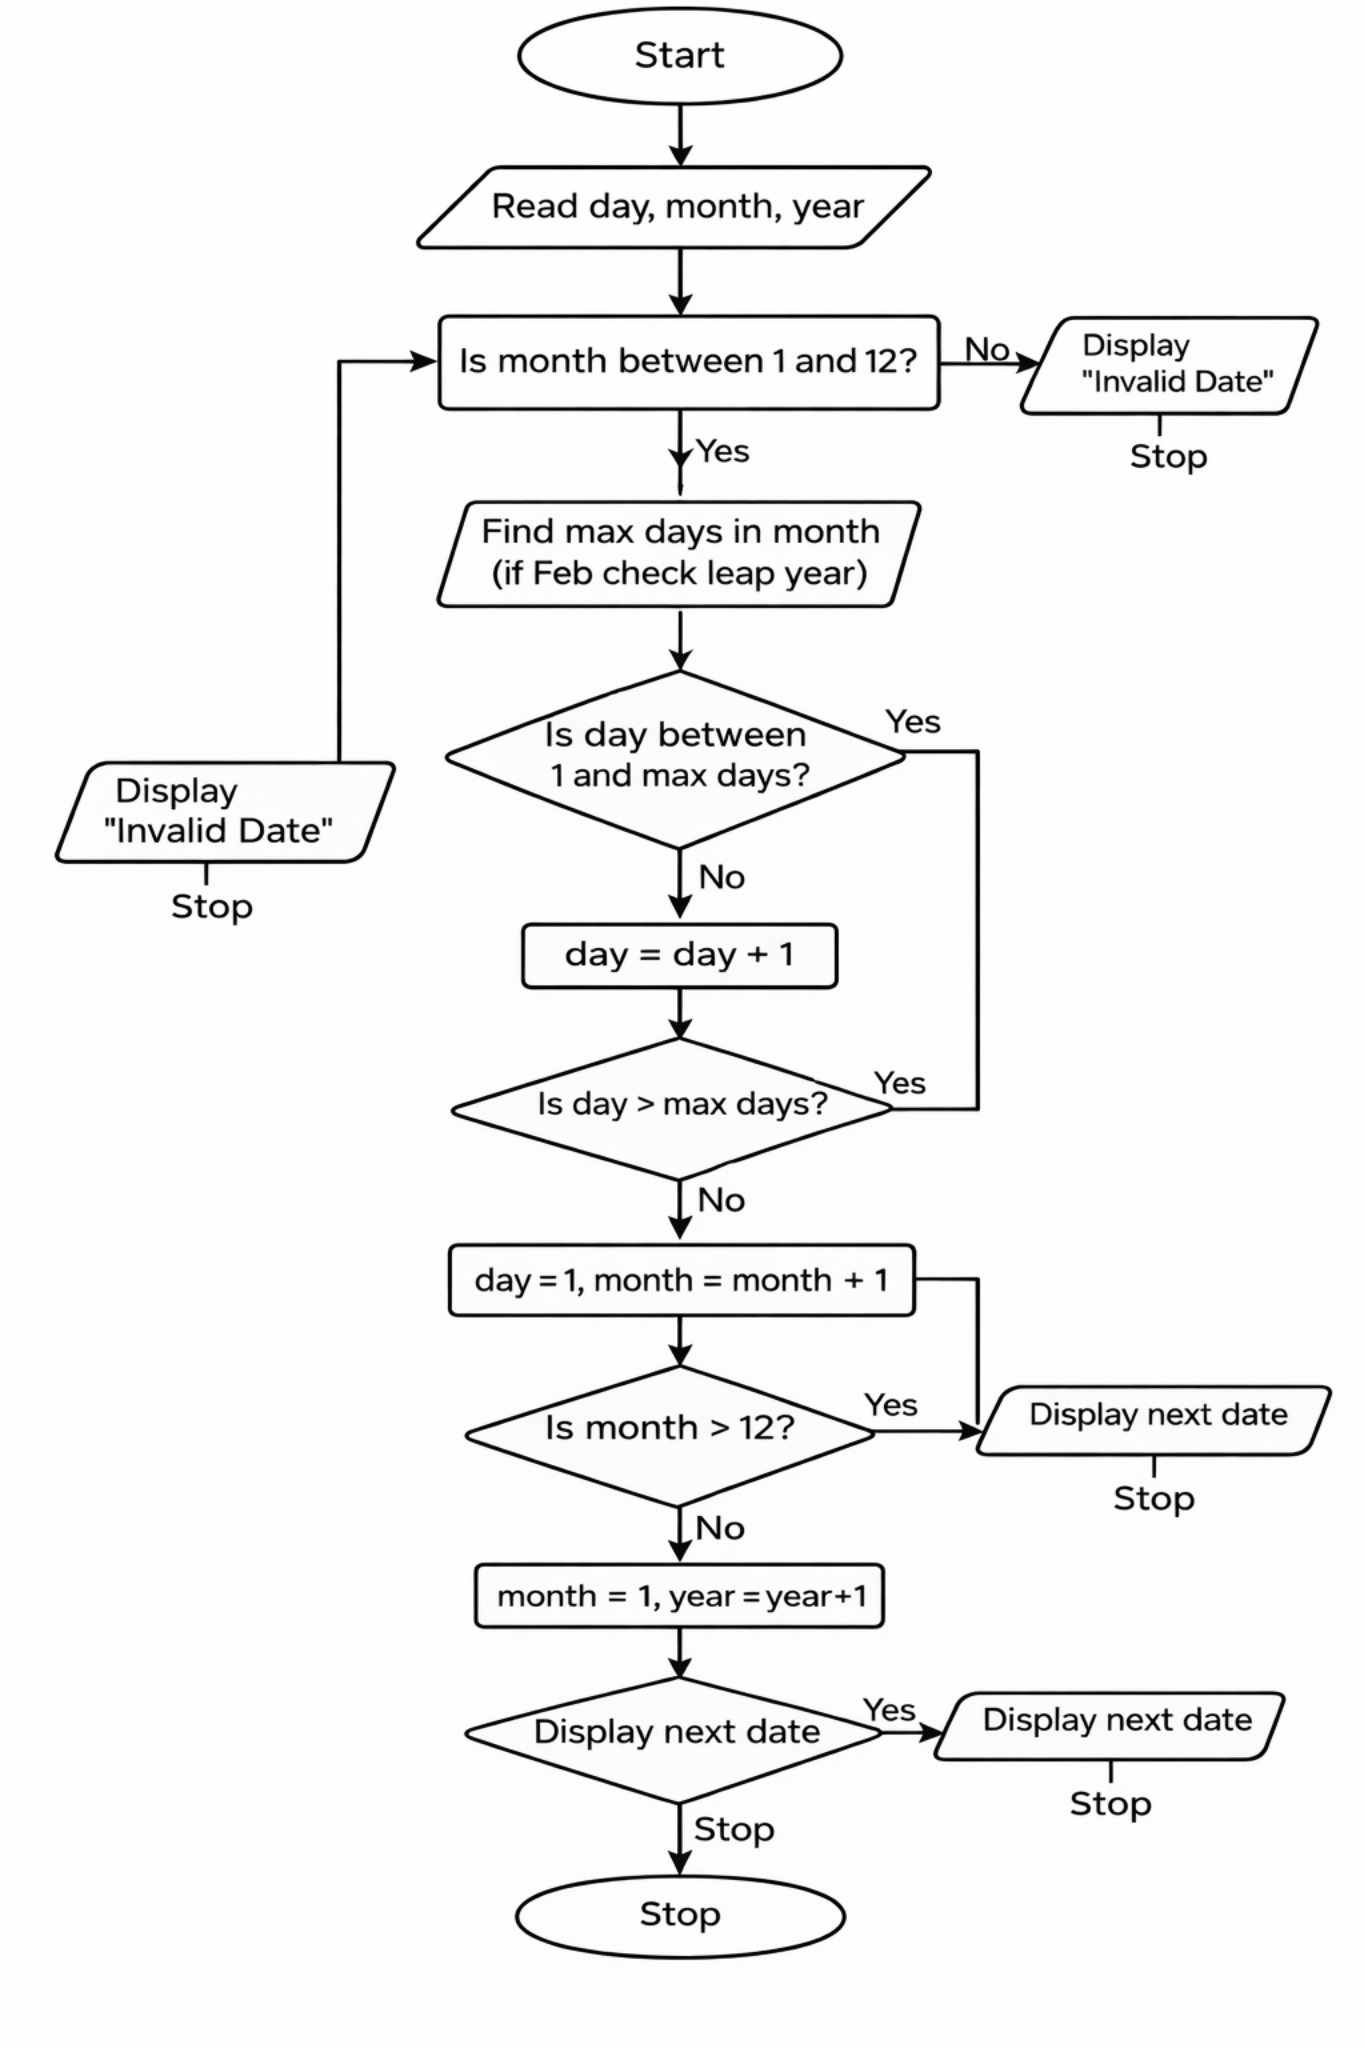 Start
Read day, month, year
Is month between 1 and 12?
No
Display
"Invalid Date"
Stop
Yes
Find max days in month
(if Feb check leap year)
Is day between
1 and max days?
Yes
Display
"Invalid Date"
Stop
No
day = day + 1
Is day > max days?
Yes
No
day = 1, month = month + 1
Is month > 12?
Yes
Display next date
Stop
No
month = 1, year = year+1
Display next date
Yes
Display next date
Stop
Stop
Stop